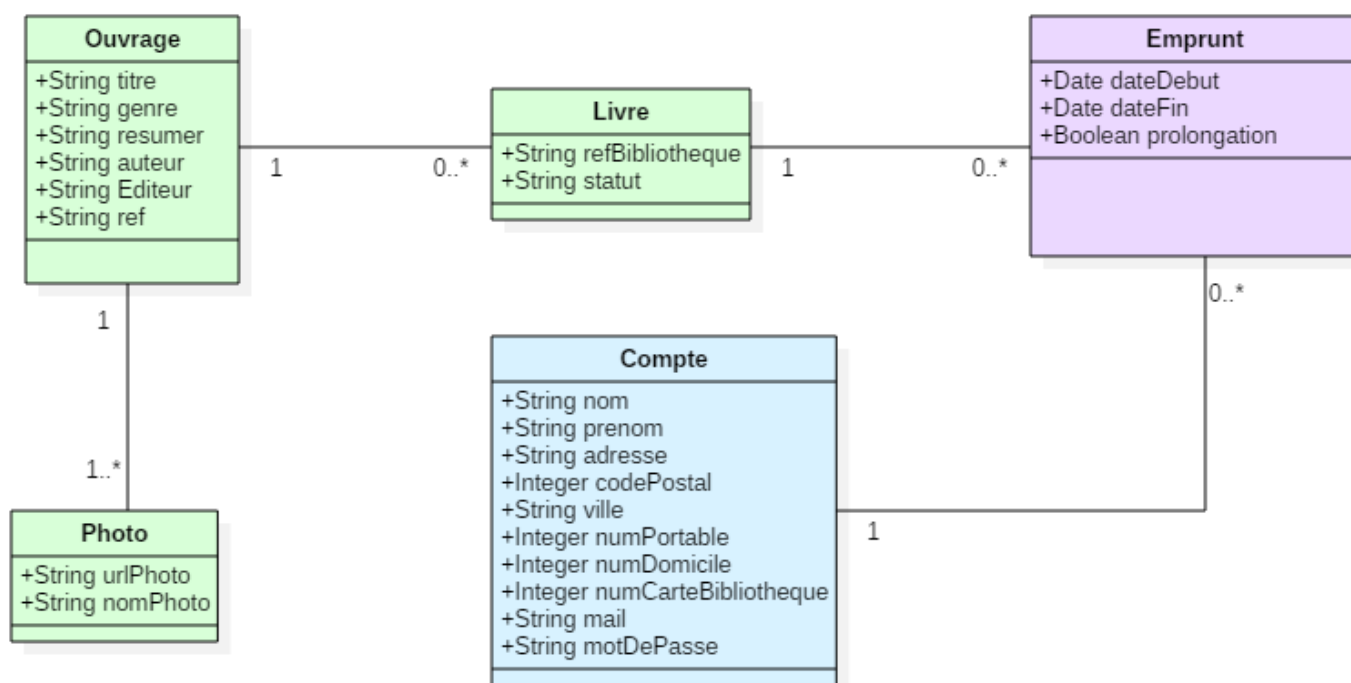 Ouvrage
+String titre
+String genre
+String resumer
+String auteur
+String Editeur
+String ref
1
0..*
Livre
+String refBibliotheque
+String statut
1
0..*
Emprunt
+Date dateDebut
+Date dateFin
+Boolean prolongation
0..*
1
1..*
Photo
+String urlPhoto
+String nomPhoto
Compte
+String nom
+String prenom
+String adresse
+Integer codePostal
+String ville
+Integer numPortable
+Integer numDomicile
+Integer numCarteBibliotheque
+String mail
+String motDePasse
1